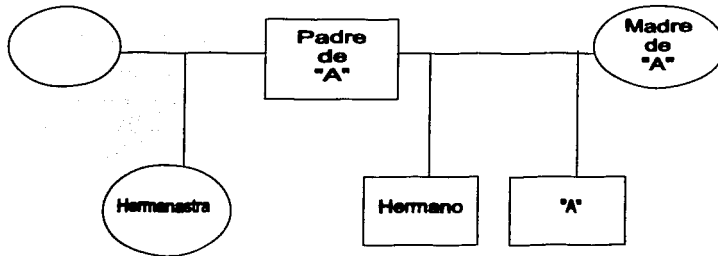 Padre
de
"A"
Madre
de
"A"
Hermanastra
Hermano
"A"